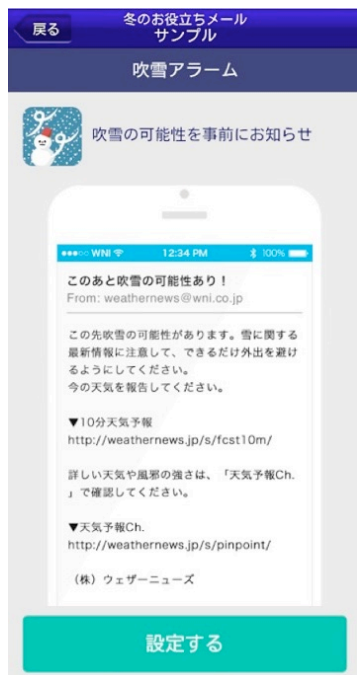 戻る
冬のお役立ちメール
サンプル
吹雪アラーム
吹雪の可能性を事前にお知らせ
WNI
12:34 PM
100%
このあと吹雪の可能性あり！
From: weathernews@wni.co.jp
この先吹雪の可能性があります。雪に関する
最新情報に注意して、できるだけ外出を避け
るようにしてください。
今の天気を報告してください。
▼10分天気予報
http://weathernews.jp/s/fcst10m/
詳しい天気や風邪の強さは、「天気予報Ch.
」で確認してください。
▼天気予報Ch.
http://weathernews.jp/s/pinpoint/
（株）ウェザーニューズ
設定する